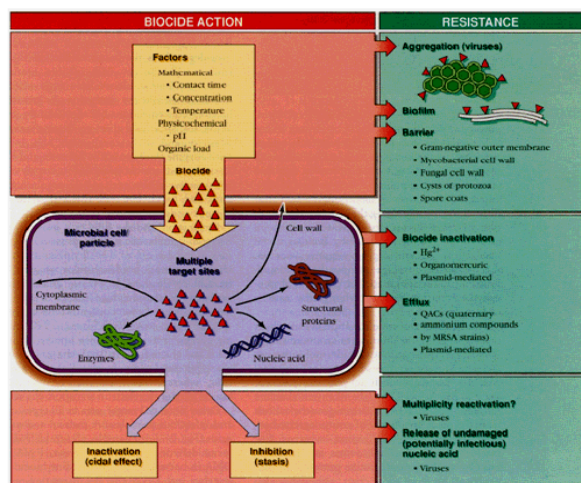 BIOCIDE ACTION
RESISTANCE
Factors
Mathematical
• Contact time
• Concentration
• Temperature
Physicochemical
• pH
Organic load
Biocide
Microbial cell/
particle
Multiple
target sites
Cell wall
Cytoplasmic
membrane
Structural
proteins
Enzymes
Nucleic acid
Inactivation
(cidal effect)
Inhibition
(stasis)
Aggregation (viruses)
Biofilm
Barrier
• Gram-negative outer membrane
• Mycobacterial cell wall
• Fungal cell wall
• Cysts of protozoa
• Spore coats
Biocide inactivation
• Hg²⁺
• Organomercuric
• Plasmid-mediated
Efflux
• QACs (quaternary
• ammonium compounds
• by MRSA strains)
• Plasmid-mediated
Multiplicity reactivation?
• Viruses
Release of undamaged
(potentially infectious)
nucleic acid
• Viruses